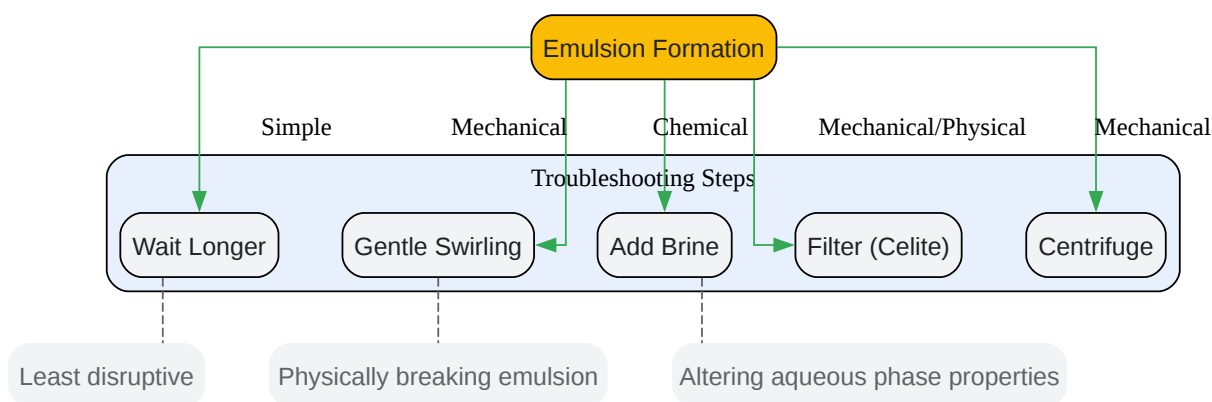 Emulsion Formation
Simple
Mechanical
Chemical
Mechanical/Physical
Mechanical
Troubleshooting Steps
Wait Longer
Gentle Swirling
Add Brine
Filter (Celite)
Centrifuge
Least disruptive
Physically breaking emulsion
Altering aqueous phase properties